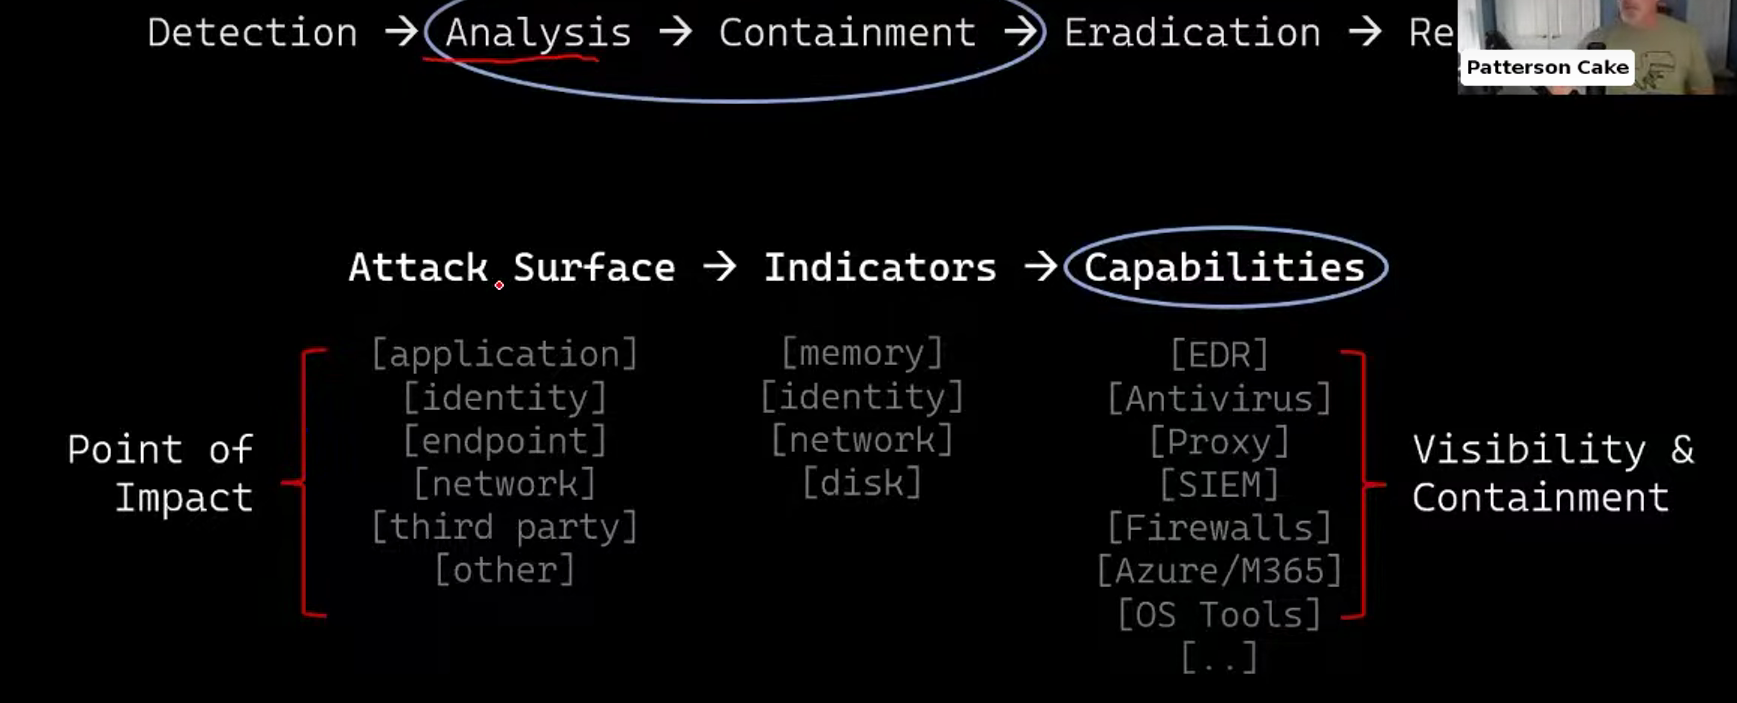 Detection → Analysis → Containment → Eradication → Re
Patterson Cake
Attack Surface → Indicators → Capabilities
Point of
Impact
[application]
[identity]
[endpoint]
[network]
[third party]
[other]
[memory]
[identity]
[network]
[disk]
[EDR]
[Antivirus]
[Proxy]
[SIEM]
[Firewalls]
[Azure/M365]
[OS Tools]
[..]
Visibility &
Containment